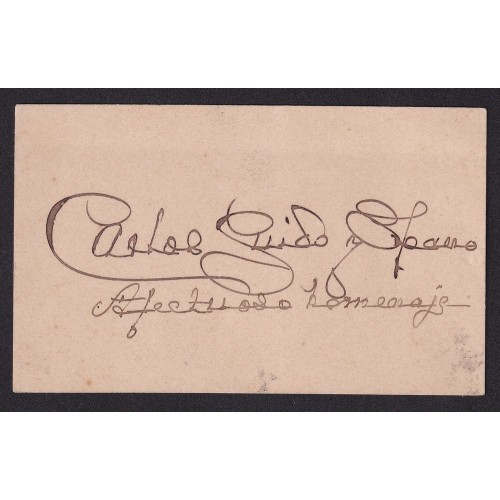 Carlos Guido y Spano
Afectuoso homenaje